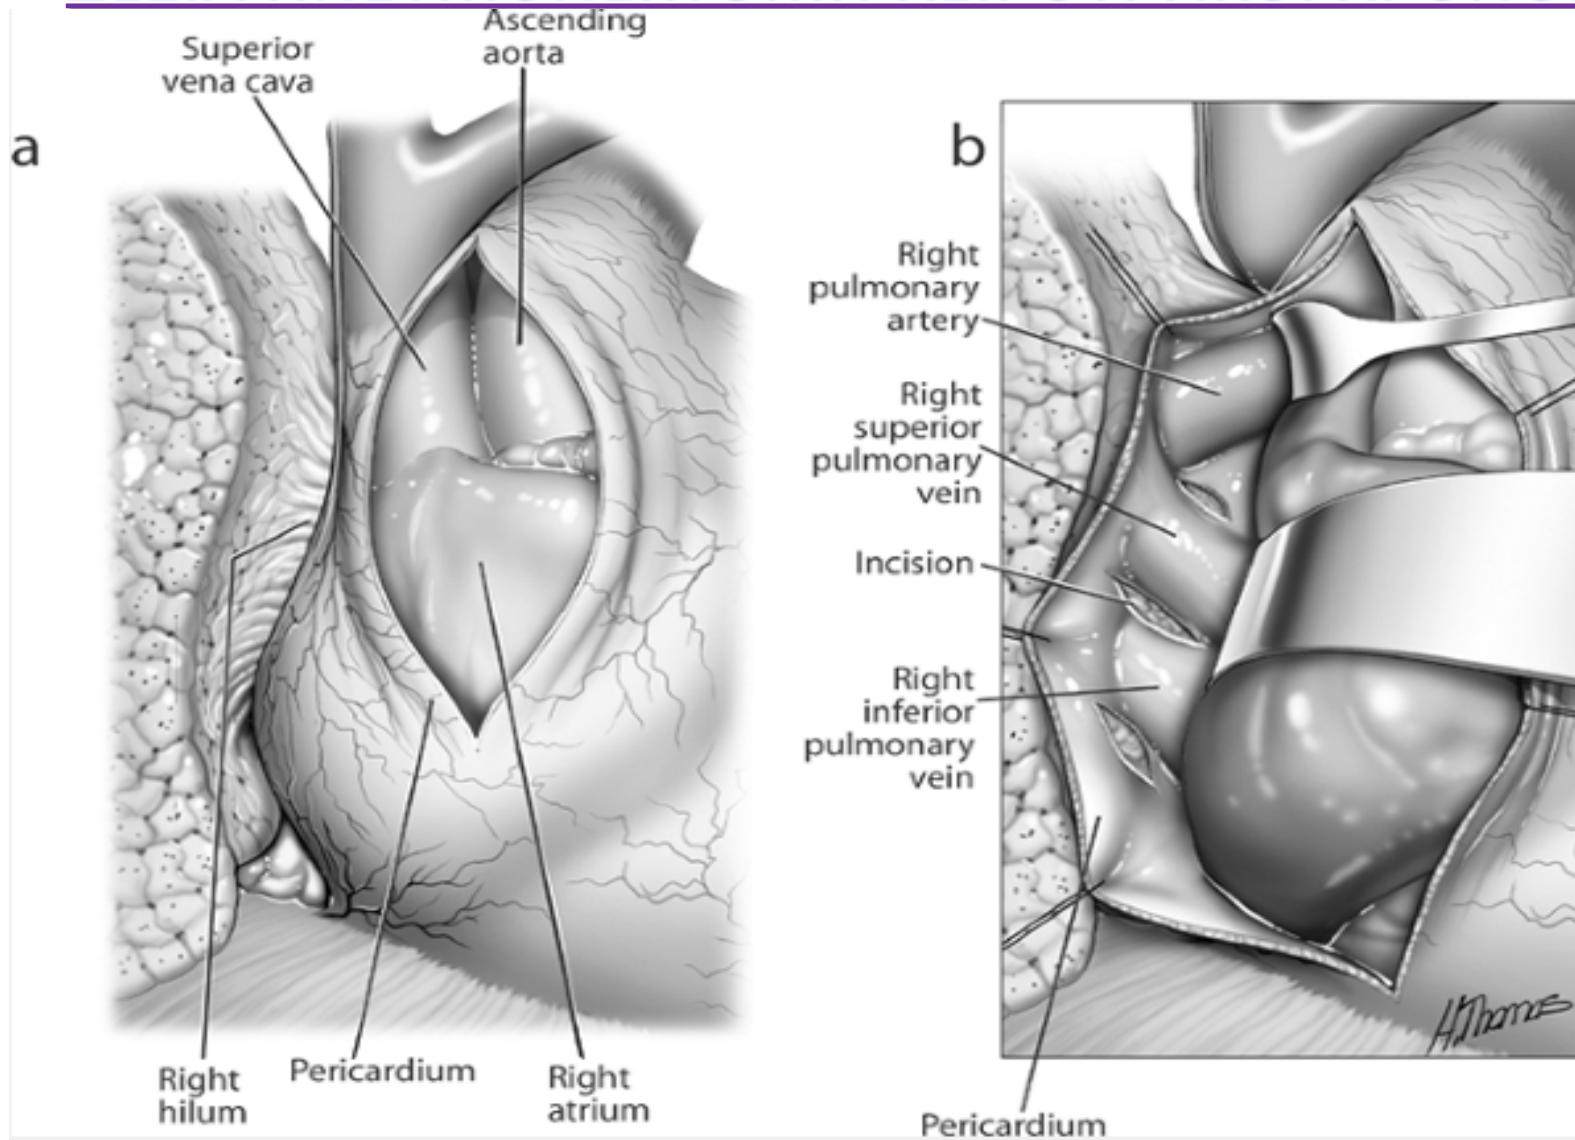 Ascending
aorta
Superior
vena cava
a
Right
hilum
Pericardium
Right
atrium
b
Right
pulmonary
artery
Right
superior
pulmonary
vein
Incision
Right
inferior
pulmonary
vein
Pericardium
H.Thomas